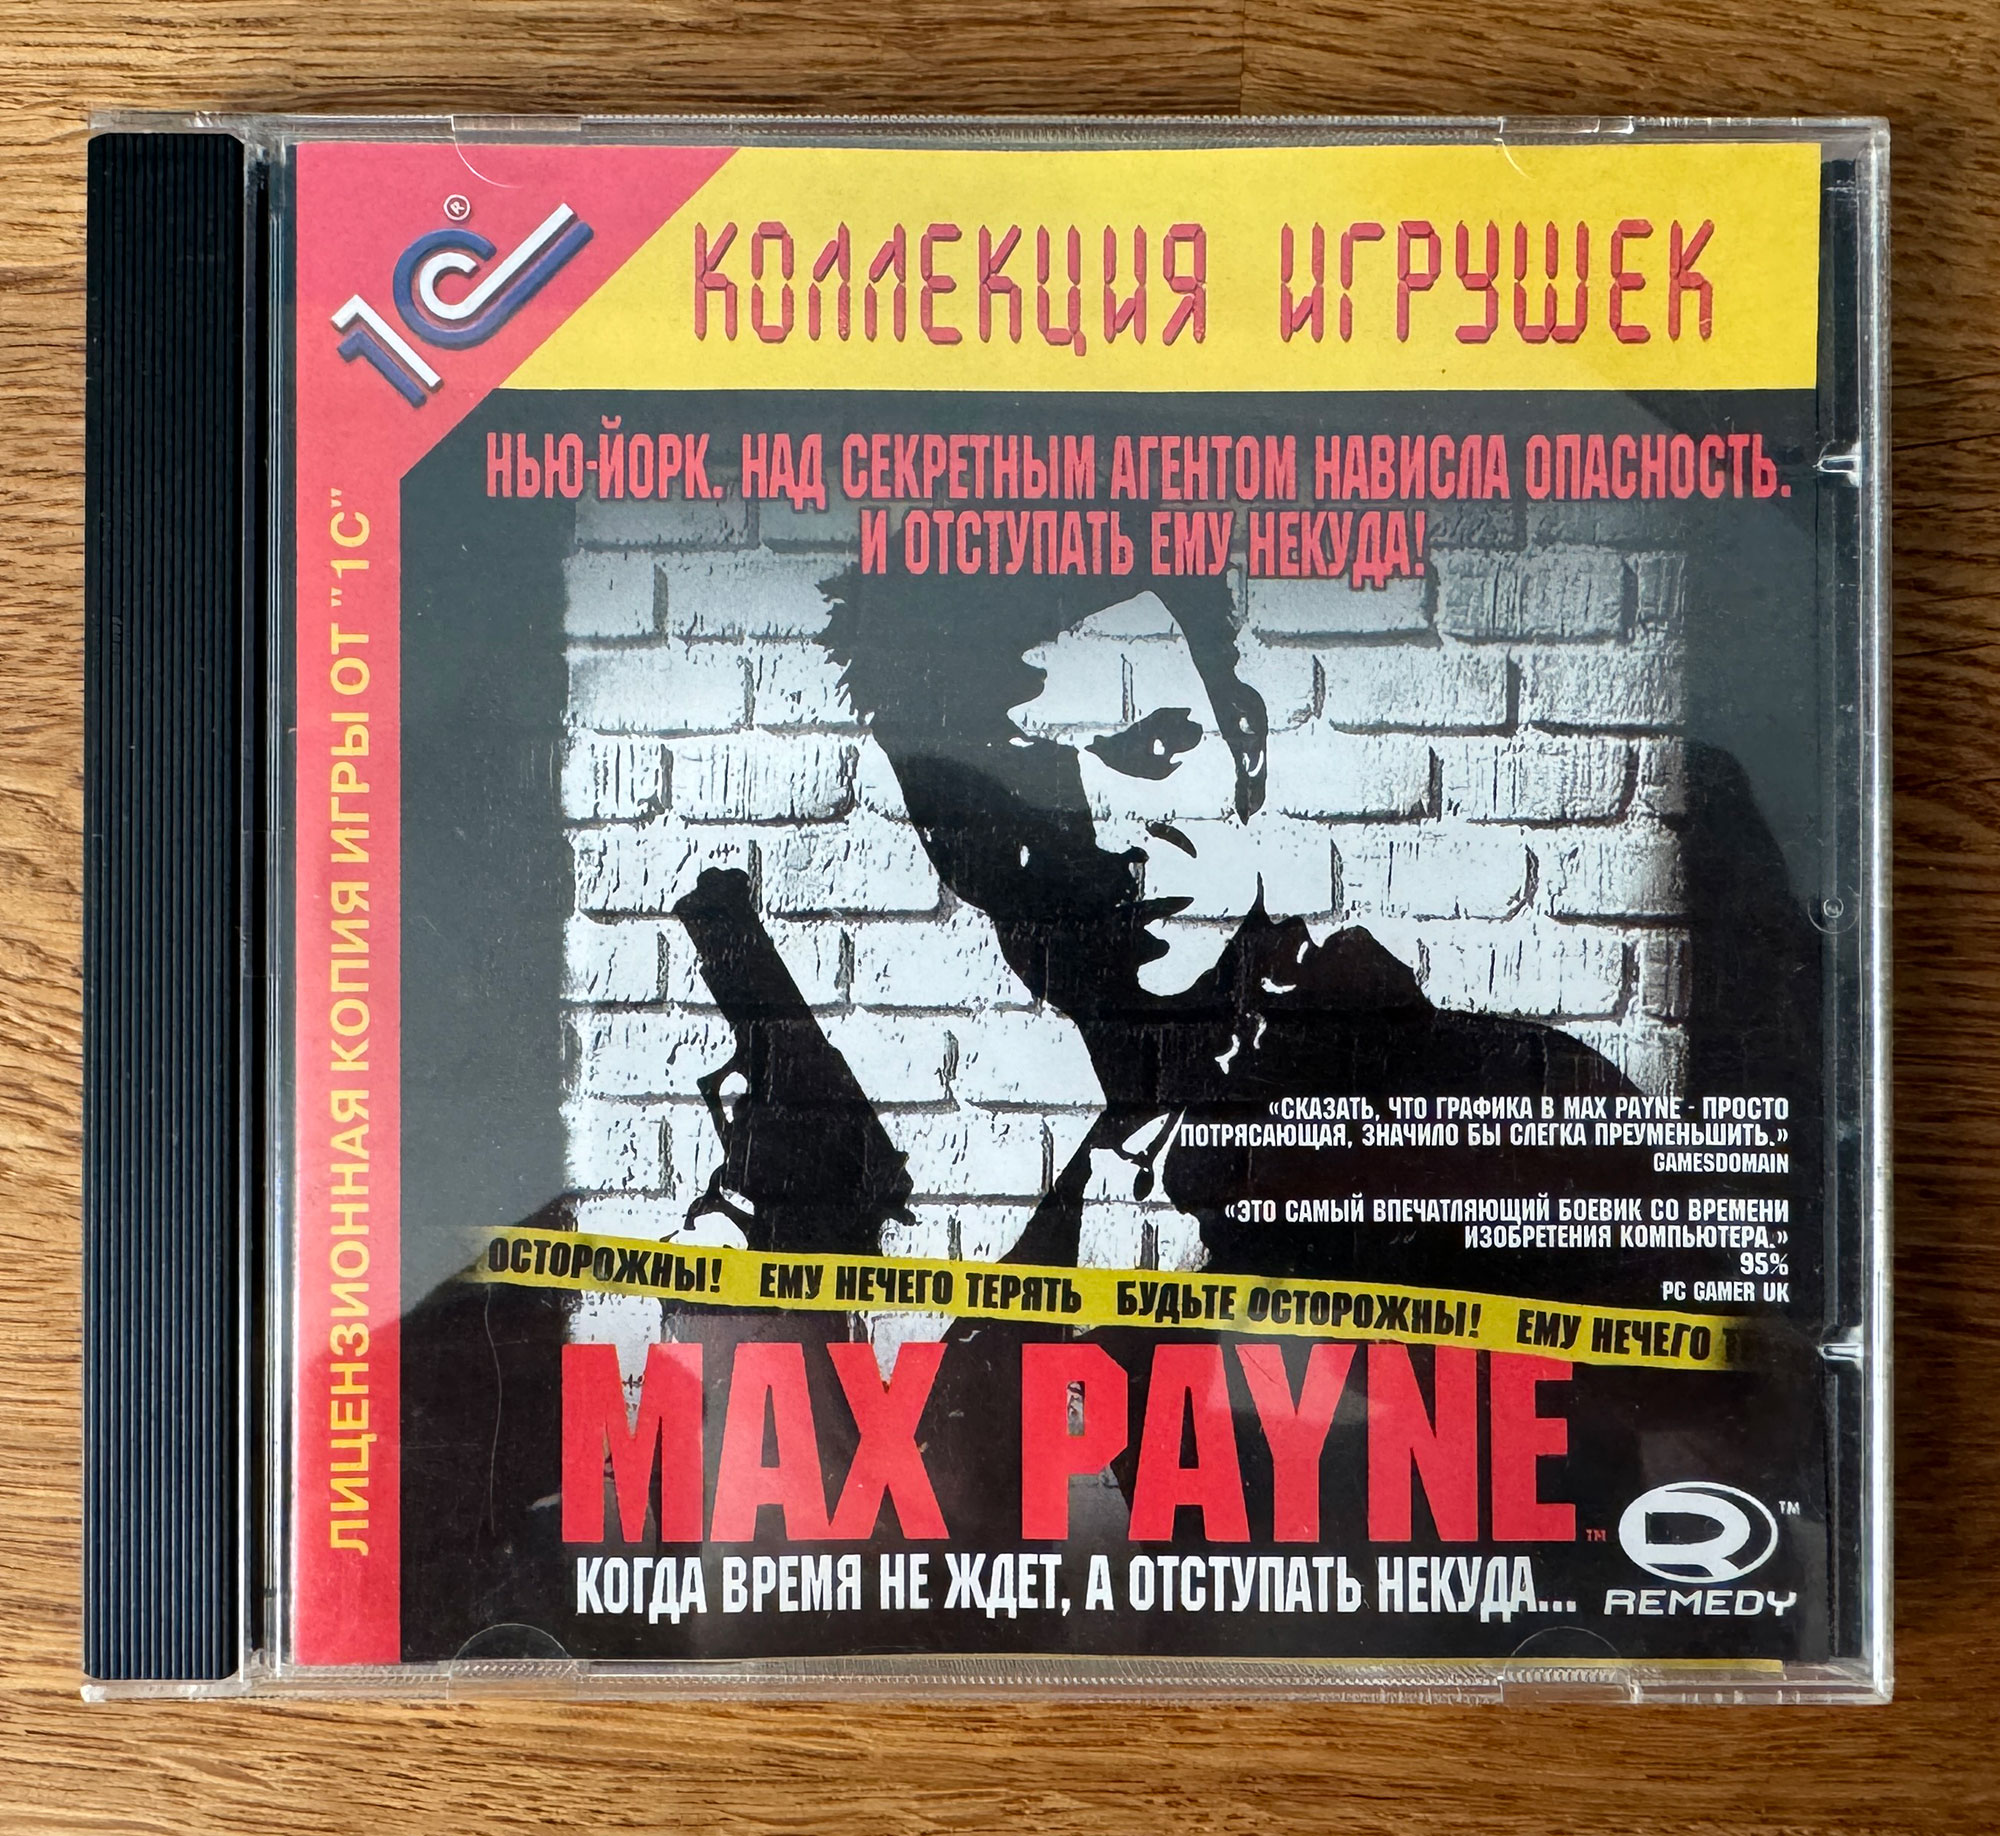 1С®
КОЛЛЕКЦИЯ ИГРУШЕК
ЛИЦЕНЗИОННАЯ КОПИЯ ИГРЫ ОТ "1С"
НЬЮ-ЙОРК. НАД СЕКРЕТНЫМ АГЕНТОМ НАВИСЛА ОПАСНОСТЬ.
И ОТСТУПАТЬ ЕМУ НЕКУДА!
«СКАЗАТЬ, ЧТО ГРАФИКА В MAX PAYNE - ПРОСТО
ПОТРЯСАЮЩАЯ, ЗНАЧИЛО БЫ СЛЕГКА ПРЕУМЕНЬШИТЬ.»
GAMESDOMAIN
«ЭТО САМЫЙ ВПЕЧАТЛЯЮЩИЙ БОЕВИК СО ВРЕМЕНИ
ИЗОБРЕТЕНИЯ КОМПЬЮТЕРА.»
95%
PC GAMER UK
ОСТОРОЖНЫ! ЕМУ НЕЧЕГО ТЕРЯТЬ БУДЬТЕ ОСТОРОЖНЫ! ЕМУ НЕЧЕГО Т
MAX PAYNE™
КОГДА ВРЕМЯ НЕ ЖДЕТ, А ОТСТУПАТЬ НЕКУДА...
R™
REMEDY